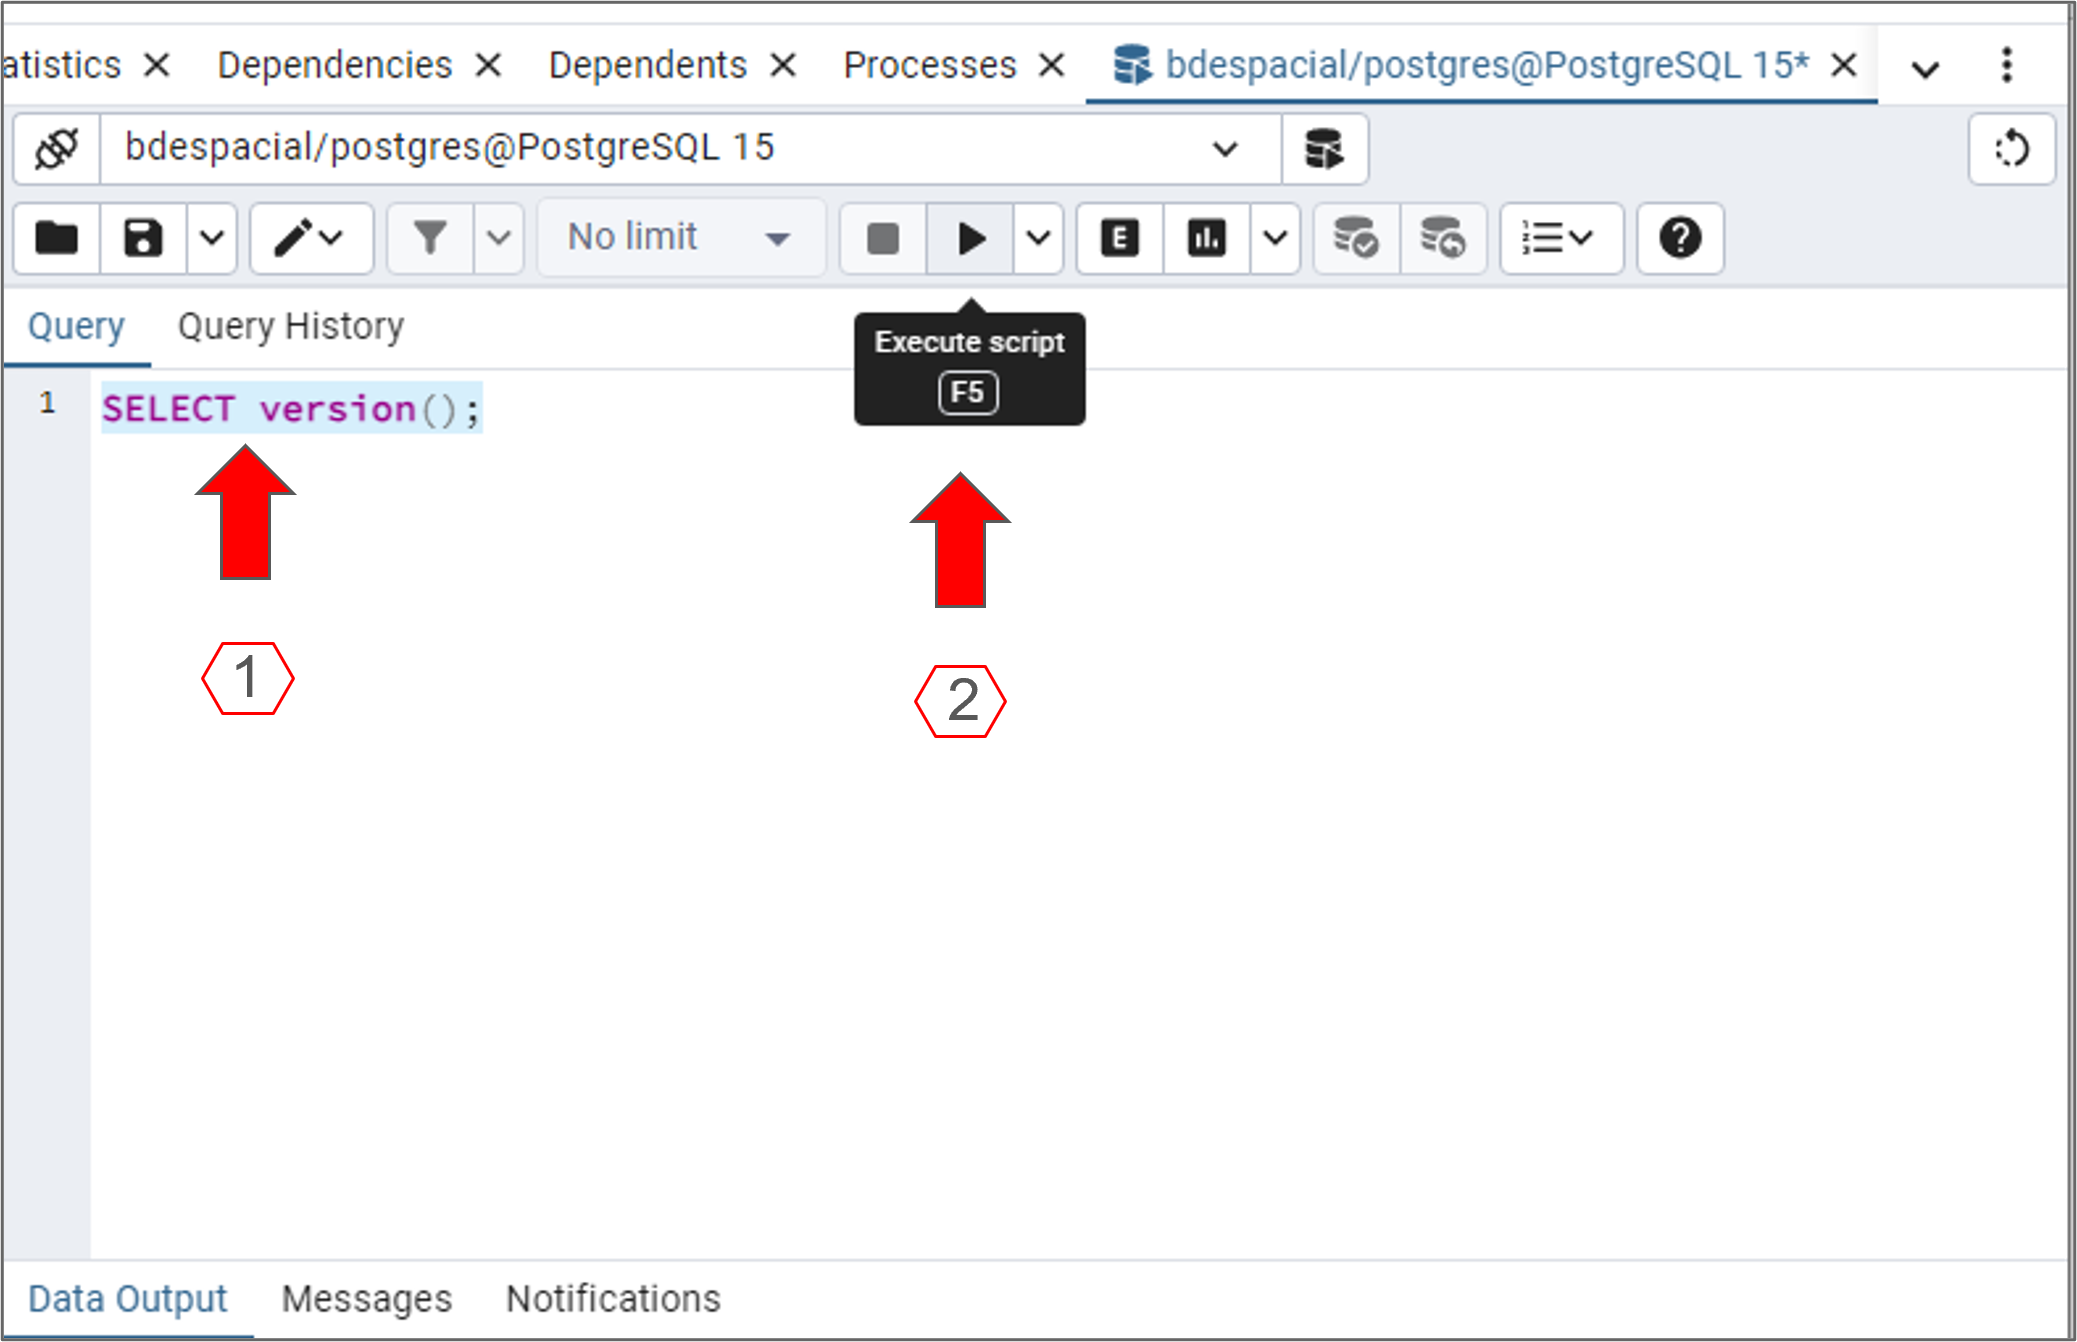 atistics Dependencies Dependents Processes bdespacial/postgres@PostgreSQL 15*
bdespacial/postgres@PostgreSQL 15
No limit E
Query Query History
Execute script
F5
1 SELECT version();
1
2
Data Output Messages Notifications